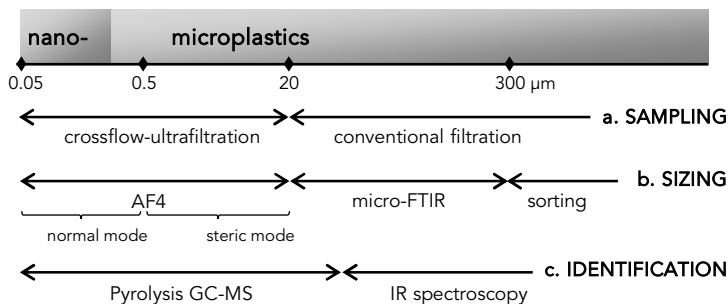 nano- microplastics
0.05 0.5 20 300 µm
a. SAMPLING
crossflow-ultrafiltration conventional filtration
b. SIZING
AF4 micro-FTIR sorting
normal mode steric mode
c. IDENTIFICATION
Pyrolysis GC-MS IR spectroscopy